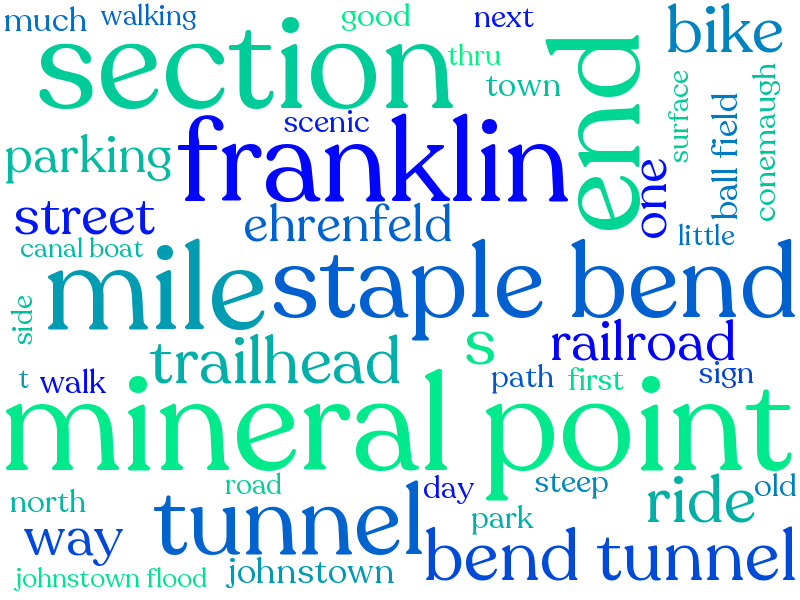 much walking good next
bike
section
thru
town
end
scenic
franklin
parking
surface
ball field
conemaugh
one
street
ehrenfeld
little
canal boat
mile
staple bend
side
s
railroad
trailhead
t walk
path first sign
mineral point
road
day steep old
north
tunnel
ride
park
way
bend tunnel
johnstown flood
johnstown